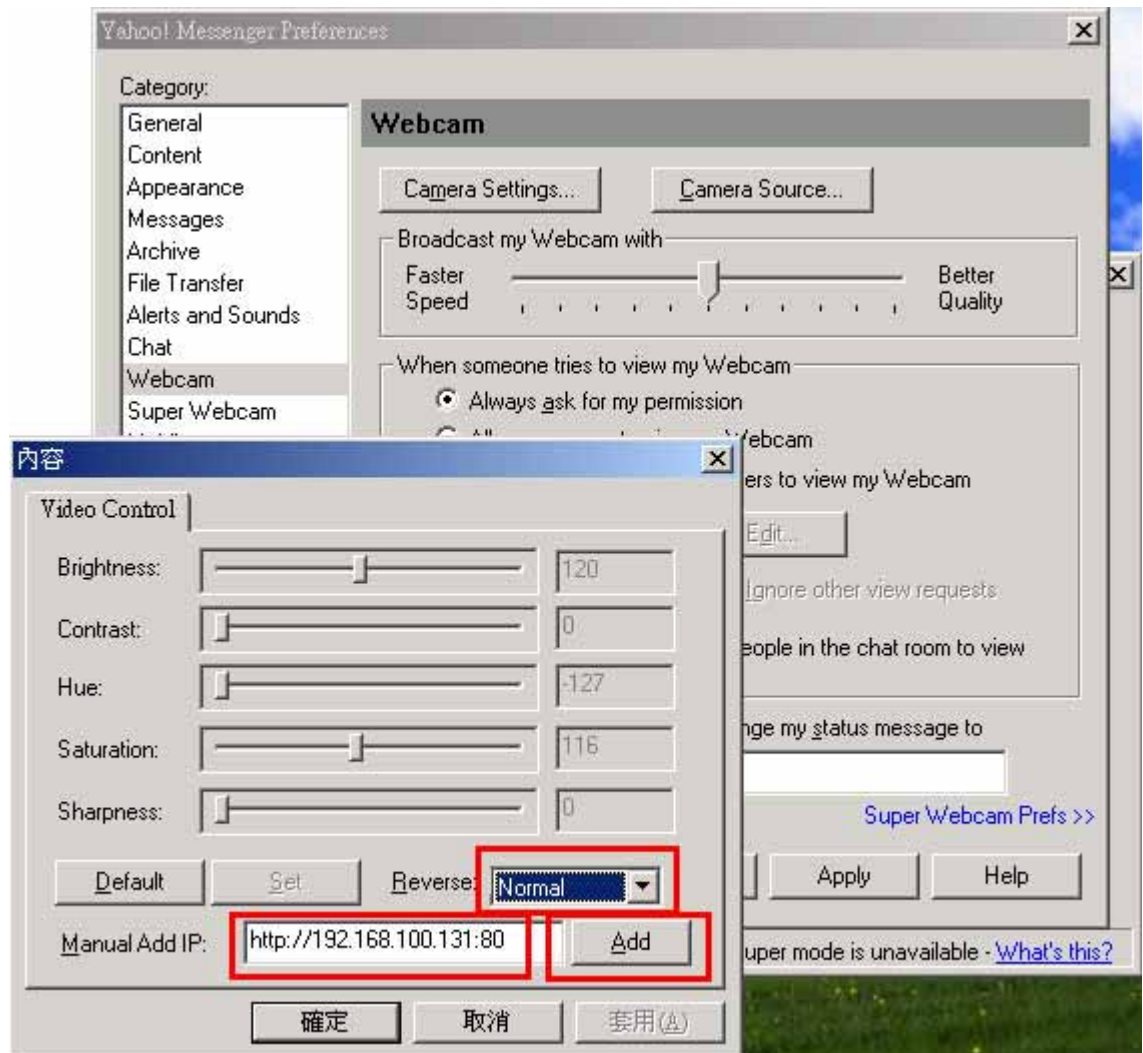 Yahoo! Messenger Preferences
Category:
General
Content
Appearance
Messages
Archive
File Transfer
Alerts and Sounds
Chat
Webcam
Super Webcam
Webcam
Camera Settings...
Camera Source...
Broadcast my Webcam with
Faster Speed
Better Quality
When someone tries to view my Webcam
Always ask for my permission
Webcam
ers to view my Webcam
Edit...
Ignore other view requests
eople in the chat room to view
nge my status message to
Super Webcam Prefs >>
Apply
Help
uper mode is unavailable - What's this?
內容
Video Control
Brightness:
120
Contrast:
0
Hue:
-127
Saturation:
116
Sharpness:
0
Default
Set
Reverse:
Normal
Manual Add IP:
http://192.168.100.131:80
Add
確定
取消
套用(A)